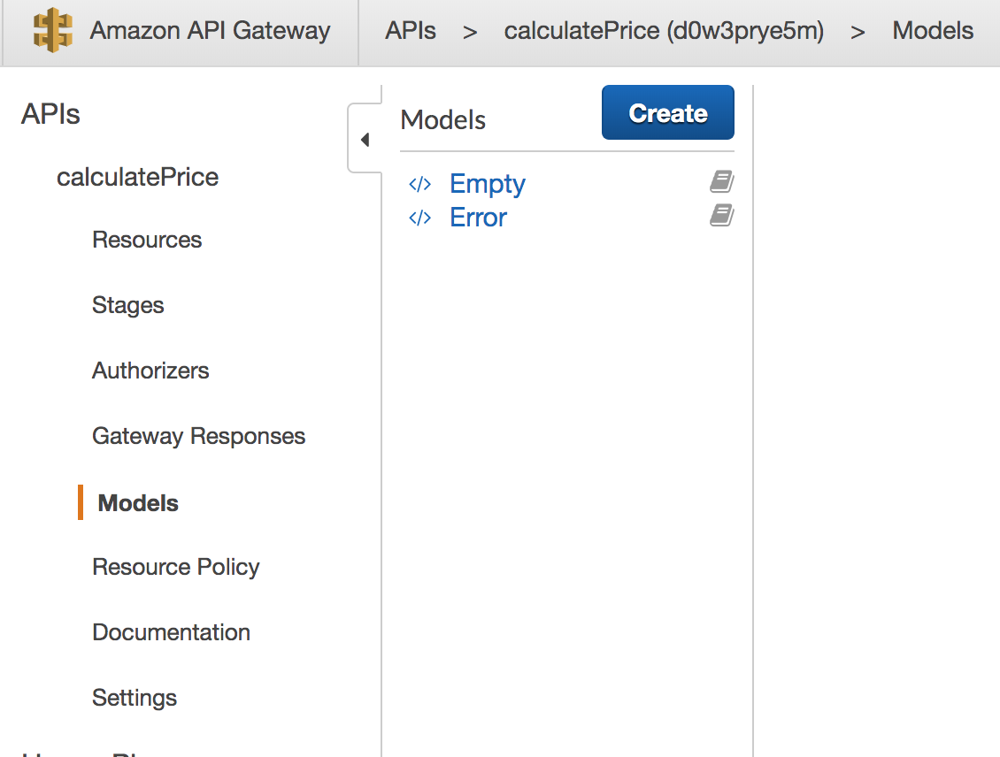 Amazon API Gateway APIs > calculatePrice (d0w3prye5m) > Models
APIs
calculatePrice
Resources
Stages
Authorizers
Gateway Responses
Models
Resource Policy
Documentation
Settings
Models
Create
</> Empty
</> Error